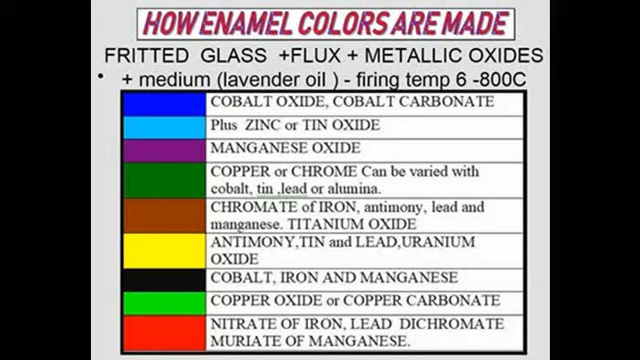 HOW ENAMEL COLORS ARE MADE
FRITTED GLASS +FLUX + METALLIC OXIDES
• + medium (lavender oil ) - firing temp 6 -800C
COBALT OXIDE, COBALT CARBONATE
Plus ZINC or TIN OXIDE
MANGANESE OXIDE
COPPER or CHROME Can be varied with
cobalt, tin ,lead or alumina.
CHROMATE of IRON, antimony, lead and
manganese. TITANIUM OXIDE
ANTIMONY,TIN and LEAD,URANIUM
OXIDE
COBALT, IRON AND MANGANESE
COPPER OXIDE or COPPER CARBONATE
NITRATE OF IRON, LEAD DICHROMATE
MURIATE OF MANGANESE.